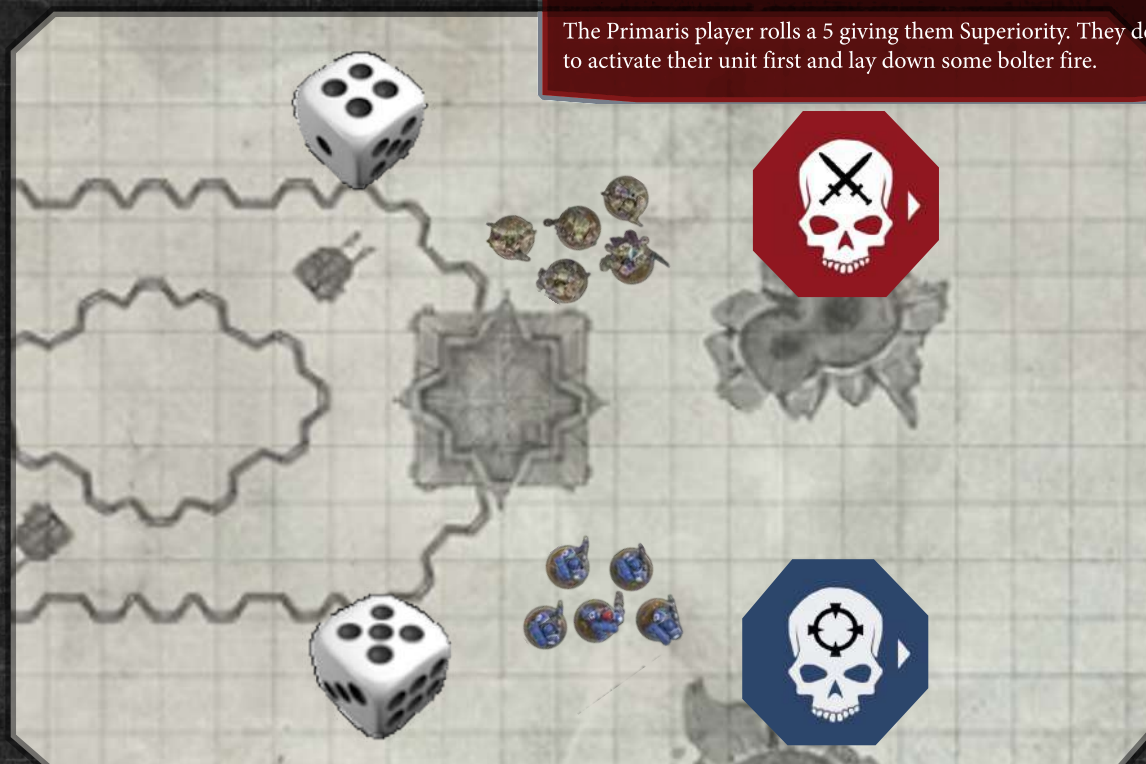 The Primaris player rolls a 5 giving them Superiority. They
to activate their unit first and lay down some bolter fire.